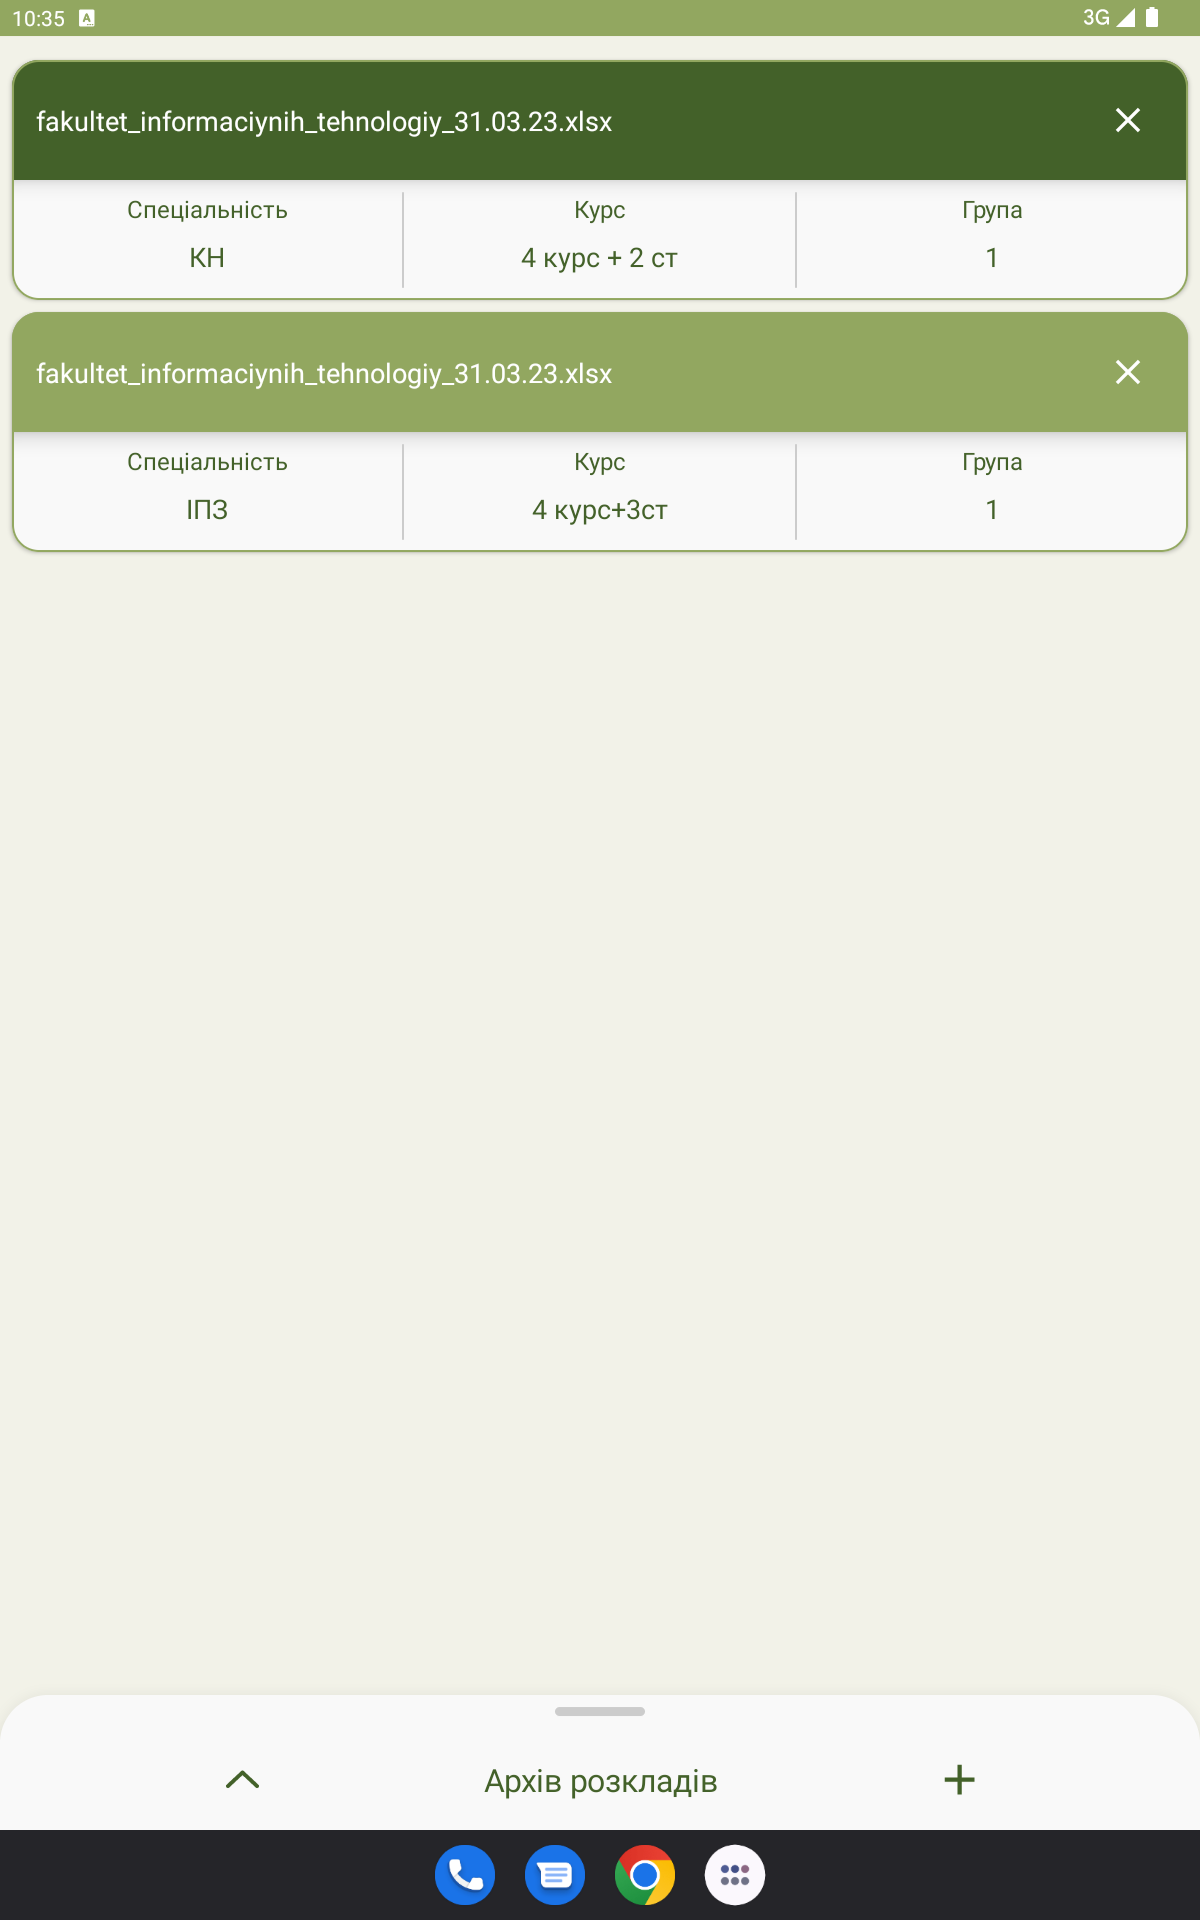 10:35
3G
fakultet_informaciynih_tehnologiy_31.03.23.xlsx
Спеціальність Курс Група
КН 4 курс + 2 ст 1
fakultet_informaciynih_tehnologiy_31.03.23.xlsx
Спеціальність Курс Група
ІПЗ 4 курс+3ст 1
Архів розкладів